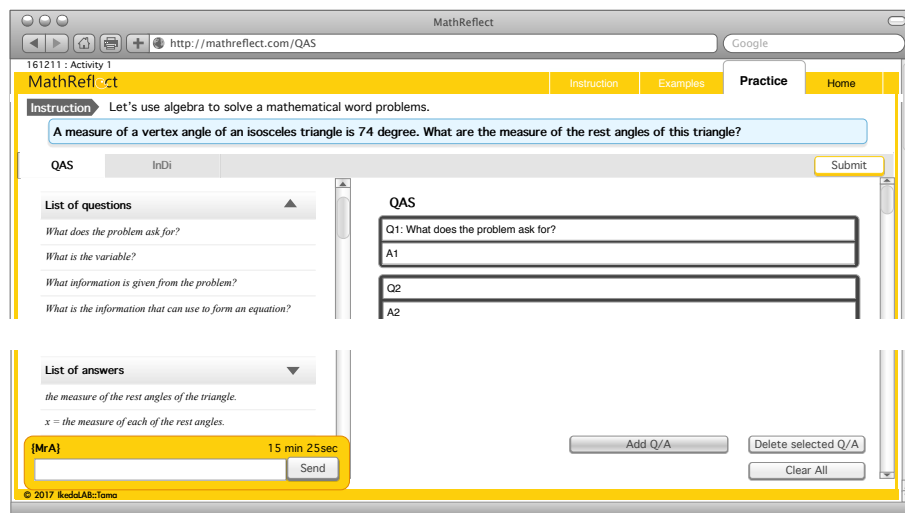 MathReflect
http://mathreflect.com/QAS
Google
161211 : Activity 1
MathReflect
Instruction
Examples
Practice
Home
Instruction
Let's use algebra to solve a mathematical word problems.
A measure of a vertex angle of an isosceles triangle is 74 degree. What are the measure of the rest angles of this triangle?
QAS
InDi
Submit
List of questions
What does the problem ask for?
What is the variable?
What information is given from the problem?
What is the information that can use to form an equation?
QAS
Q1: What does the problem ask for?
A1
Q2
A2
List of answers
the measure of the rest angles of the triangle.
x = the measure of each of the rest angles.
{MrA}
15 min 25sec
Send
Add Q/A
Delete selected Q/A
Clear All
© 2017 IkedaLAB::Tama